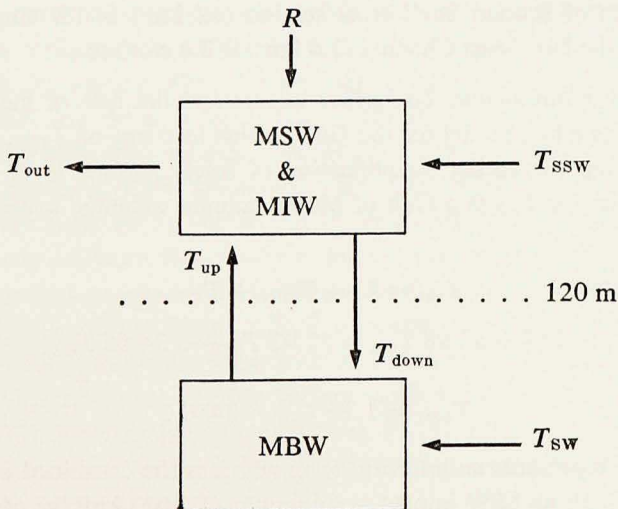 R
MSW
&
MIW
T_out
T_SSW
T_up
120 m
T_down
MBW
T_SW